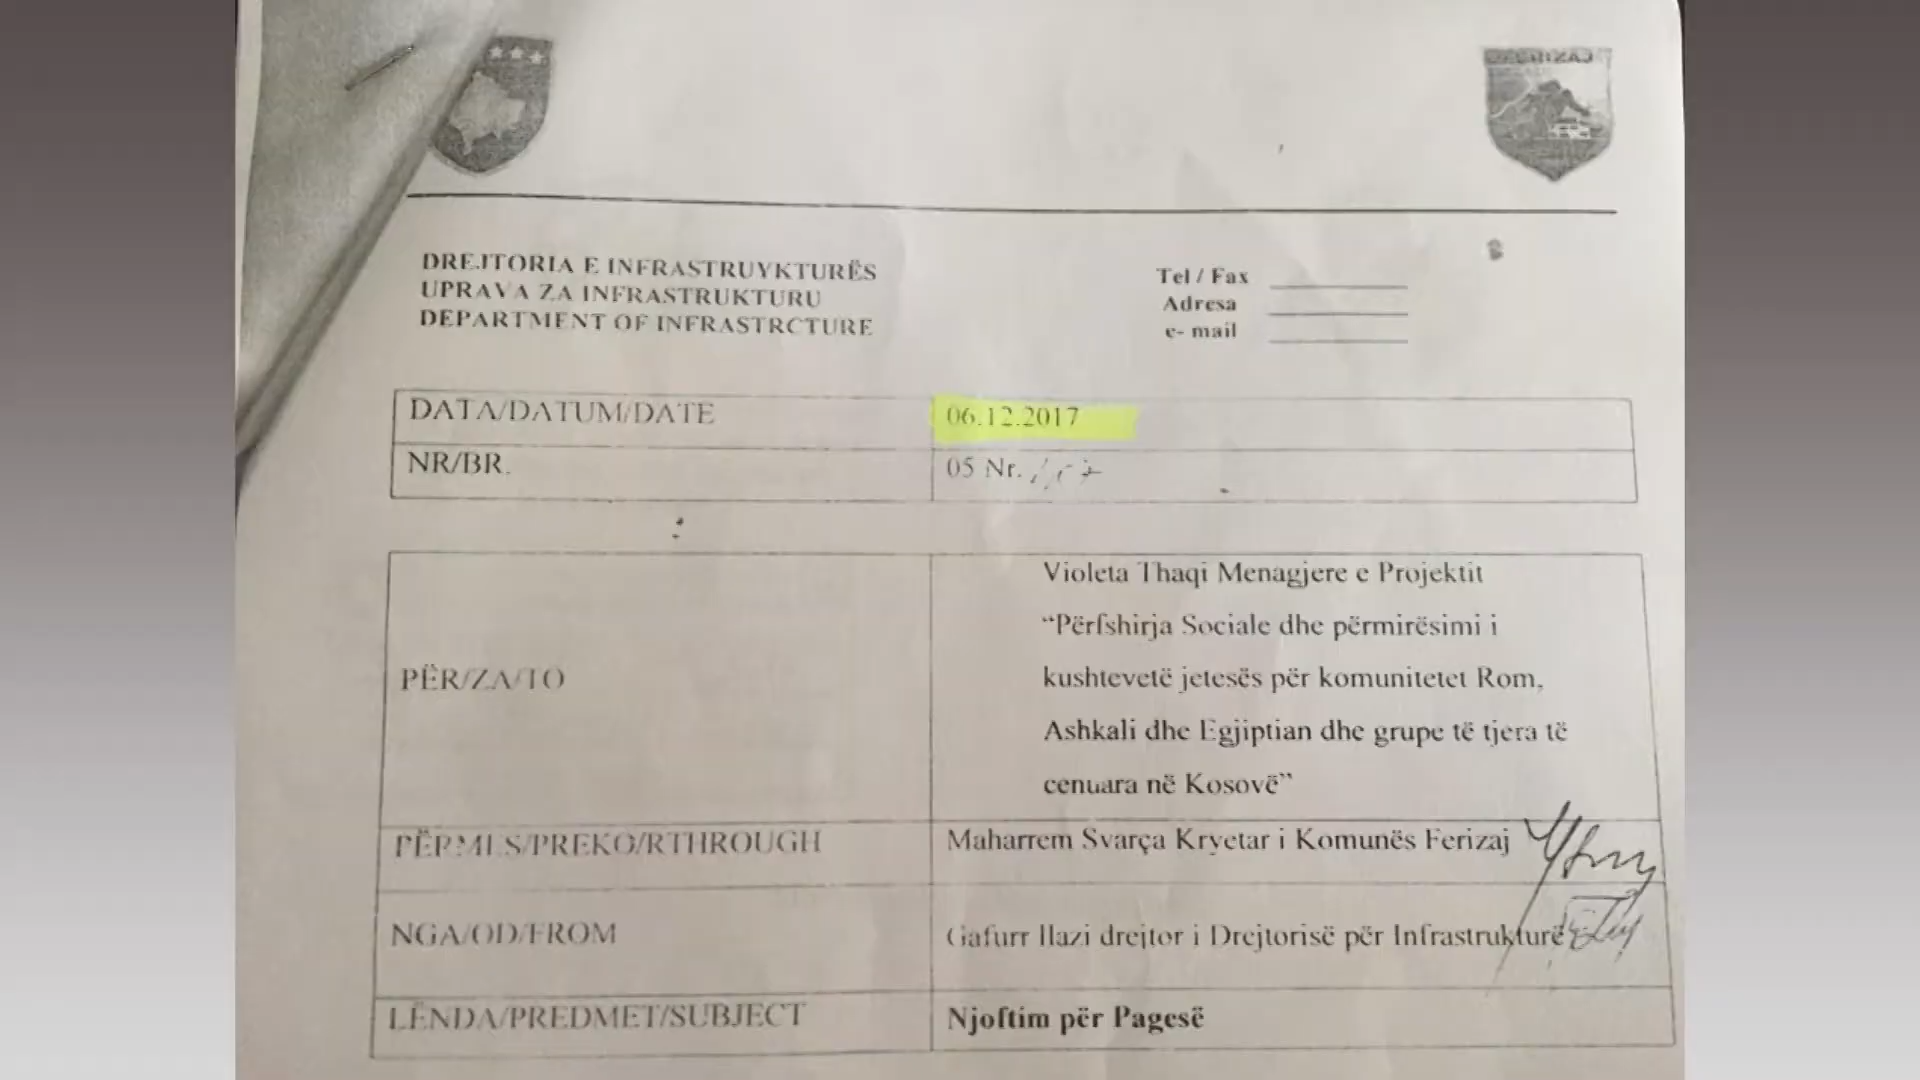 FERIZAJ
DREJTORIA E INFRASTRUYKTURËS
UPRAVA ZA INFRASTRUKTURU
DEPARTMENT OF INFRASTRCTURE
Tel / Fax
Adresa
e- mail
DATA/DATUM/DATE 06.12.2017
NR/BR. 05 Nr.
PËR/ZA/TO
Violeta Thaqi Menagjere e Projektit
“Përfshirja Sociale dhe përmirësimi i
kushtevetë jetesës për komunitetet Rom,
Ashkali dhe Egjiptian dhe grupe të tjera të
cenuara në Kosovë”
PËRMES/PREKO/RTHROUGH Maharrem Svarça Kryetar i Komunës Ferizaj
NGA/OD/FROM Gafurr Ilazi drejtor i Drejtorisë për Infrastrukturë
LËNDA/PREDMET/SUBJECT Njoftim për Pagesë